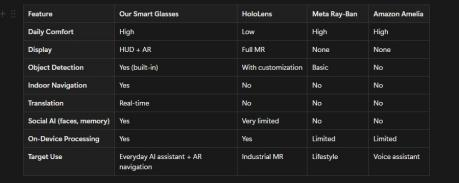 Feature Our Smart Glasses HoloLens Meta Ray-Ban Amazon Amelia
Daily Comfort High Low High High
Display HUD + AR Full MR None None
Object Detection Yes (built-in) With customization Basic No
Indoor Navigation Yes No No No
Translation Real-time No No No
Social AI (faces, memory) Yes Very limited No No
On-Device Processing Yes Yes Limited Limited
Target Use Everyday AI assistant + AR Industrial MR Lifestyle Voice assistant
navigation